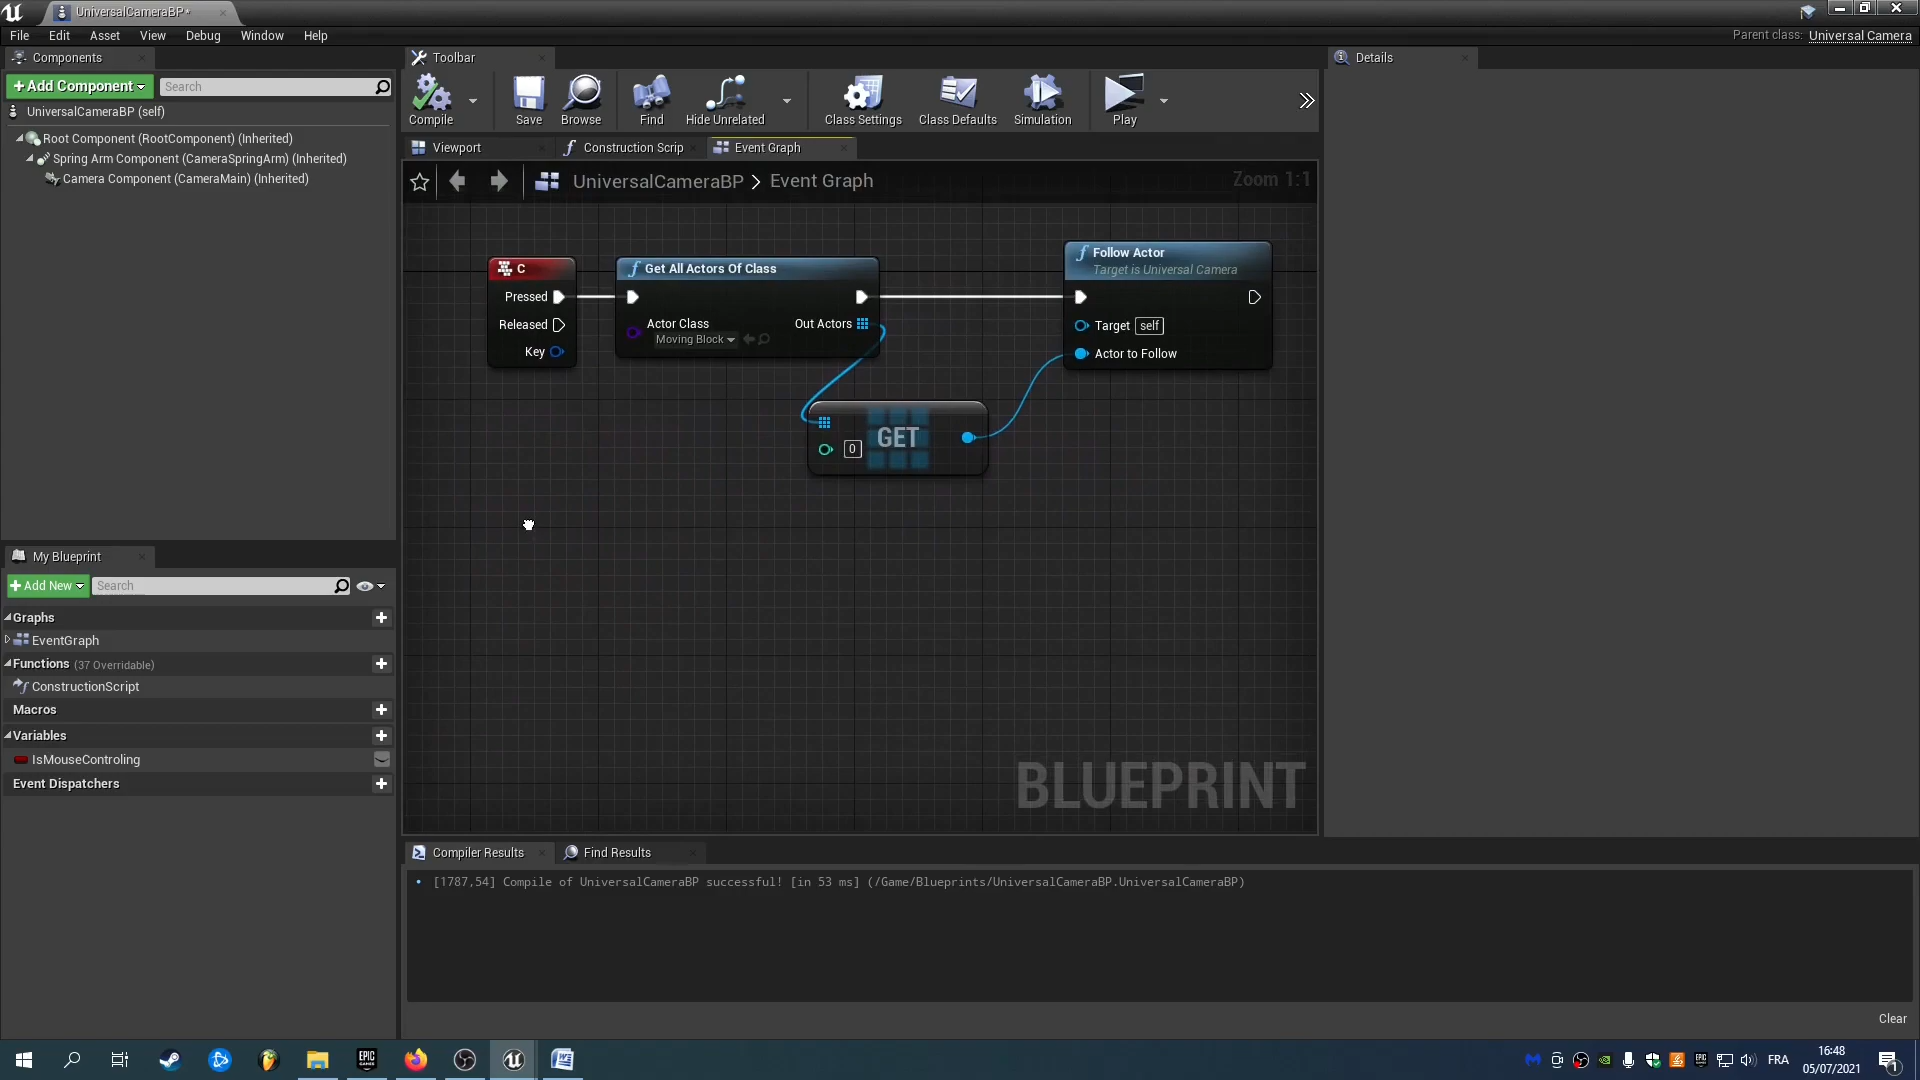 UniversalCameraBP*
File Edit Asset View Debug Window Help
Parent class: Universal Camera
Components
Toolbar
Details
+ Add Component
Search
UniversalCameraBP (self)
Root Component (RootComponent) (Inherited)
Spring Arm Component (CameraSpringArm) (Inherited)
Camera Component (CameraMain) (Inherited)
Compile
Save
Browse
Find
Hide Unrelated
Class Settings
Class Defaults
Simulation
Play
Viewport
Construction Scrip
Event Graph
UniversalCameraBP > Event Graph
Zoom 1:1
C
Pressed
Released
Key
Get All Actors Of Class
Actor Class
Moving Block
Out Actors
Follow Actor
Target is Universal Camera
Target self
Actor to Follow
GET
0
BLUEPRINT
My Blueprint
+ Add New
Search
Graphs
EventGraph
Functions (37 Overridable)
ConstructionScript
Macros
Variables
IsMouseControling
Event Dispatchers
Compiler Results
Find Results
[1787,54] Compile of UniversalCameraBP successful! [in 53 ms] (/Game/Blueprints/UniversalCameraBP.UniversalCameraBP)
Clear
EPIC GAMES
FRA
16:48
05/07/2021
1